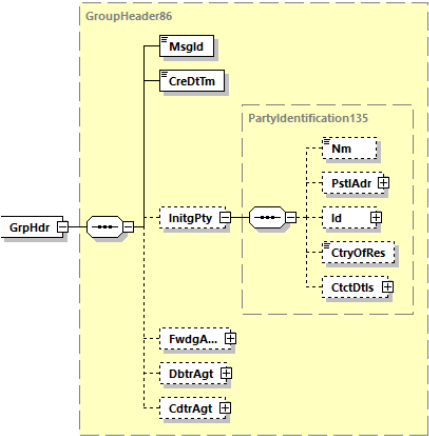 GroupHeader86
MsgId
CreDtTm
PartyIdentification135
Nm
PstlAdr
GrpHdr
InitgPty
Id
CtryOfRes
CtctDtls
FwdgA...
DbtrAgt
CdtrAgt